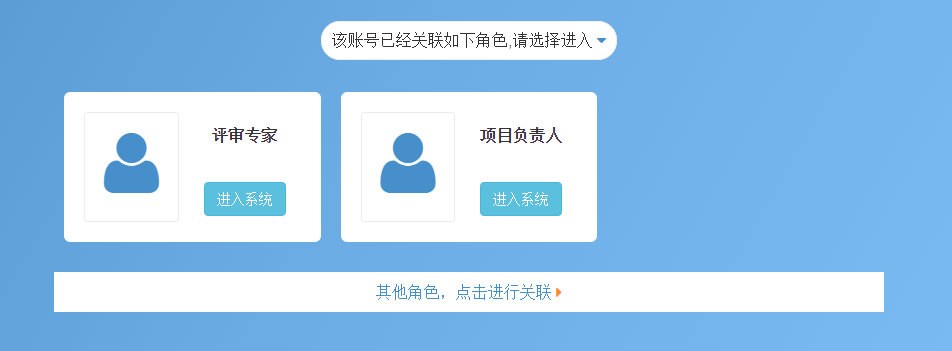 该账号已经关联如下角色,请选择进入
评审专家
进入系统
项目负责人
进入系统
其他角色，点击进行关联